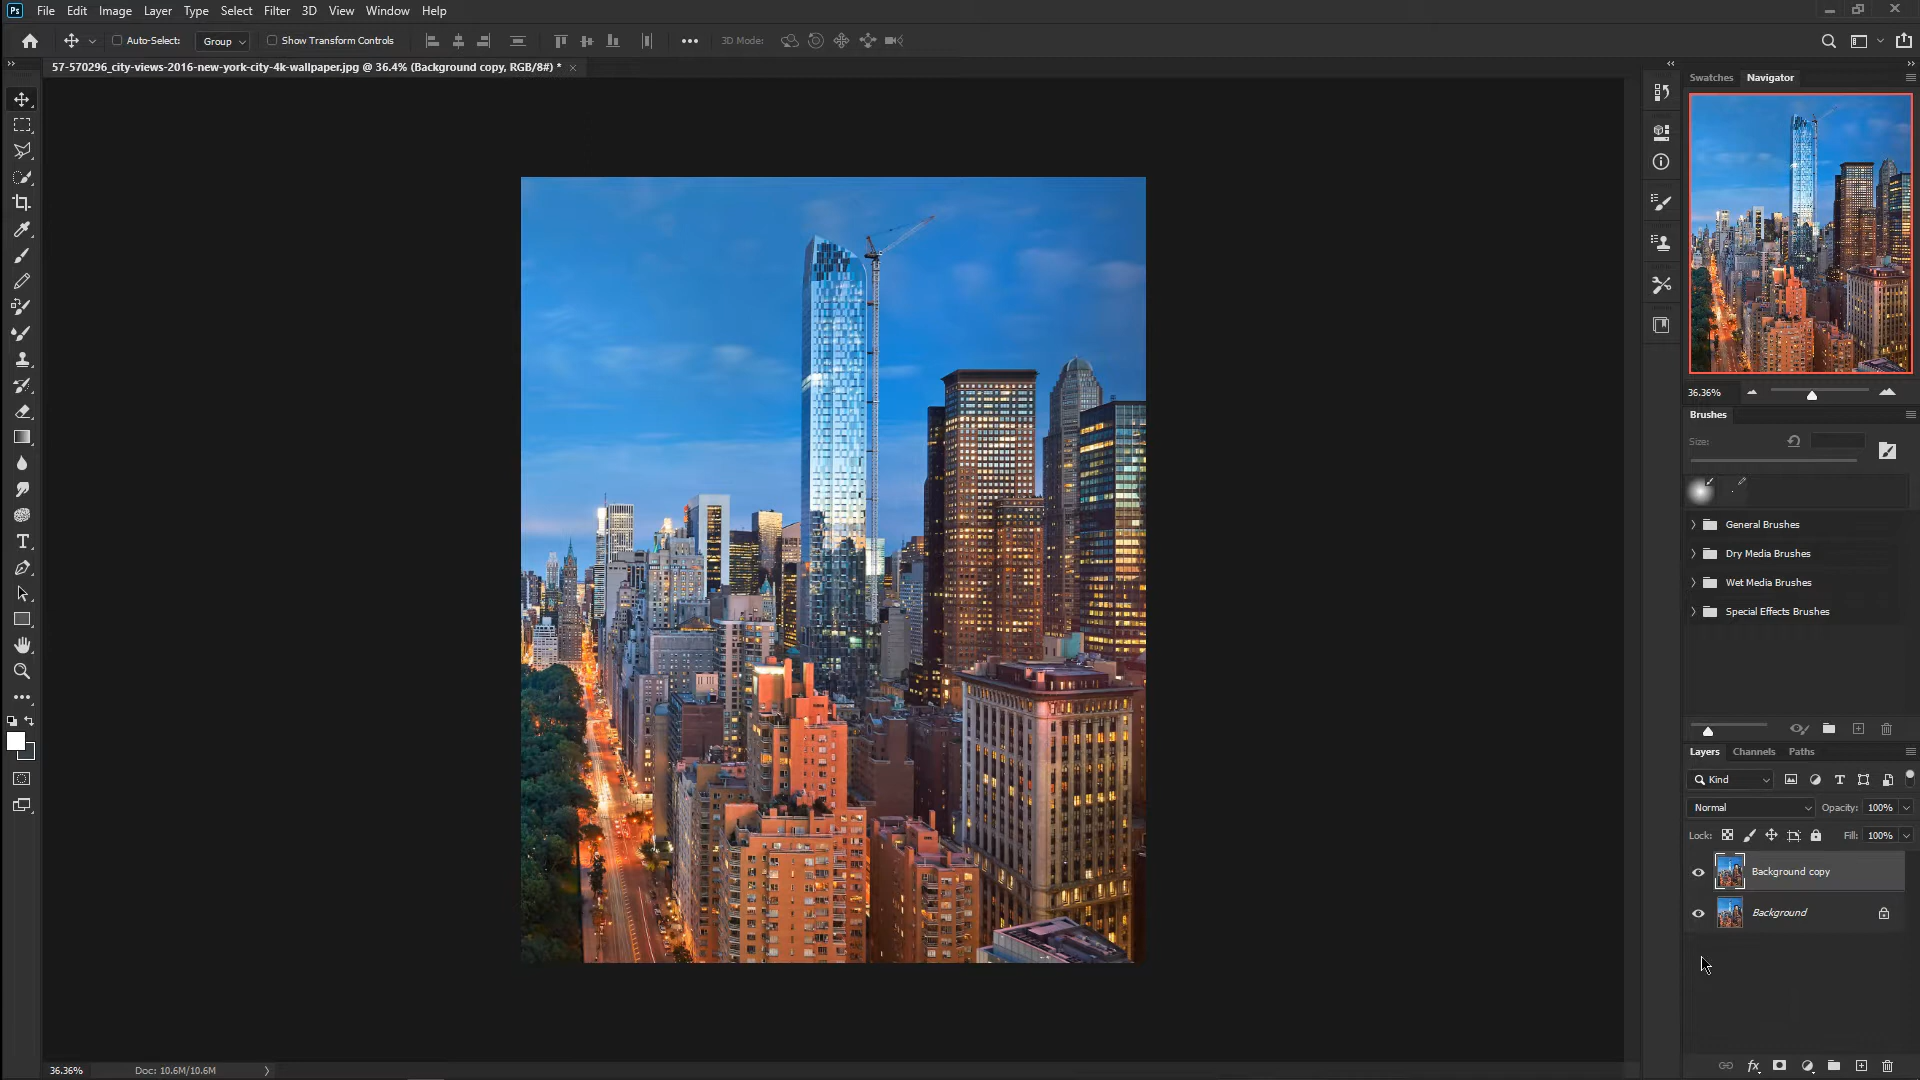 Ps File Edit Image Layer Type Select Filter 3D View Window Help
Auto-Select: Group Show Transform Controls 3D Mode:
57-570296_city-views-2016-new-york-city-4k-wallpaper.jpg @ 36.4% (Background copy, RGB/8#) *
Swatches Navigator
36.36%
Brushes
Size:
General Brushes
Dry Media Brushes
Wet Media Brushes
Special Effects Brushes
Layers Channels Paths
Kind
Normal Opacity: 100%
Lock: Fill: 100%
Background copy
Background
36.36% Doc: 10.6M/10.6M